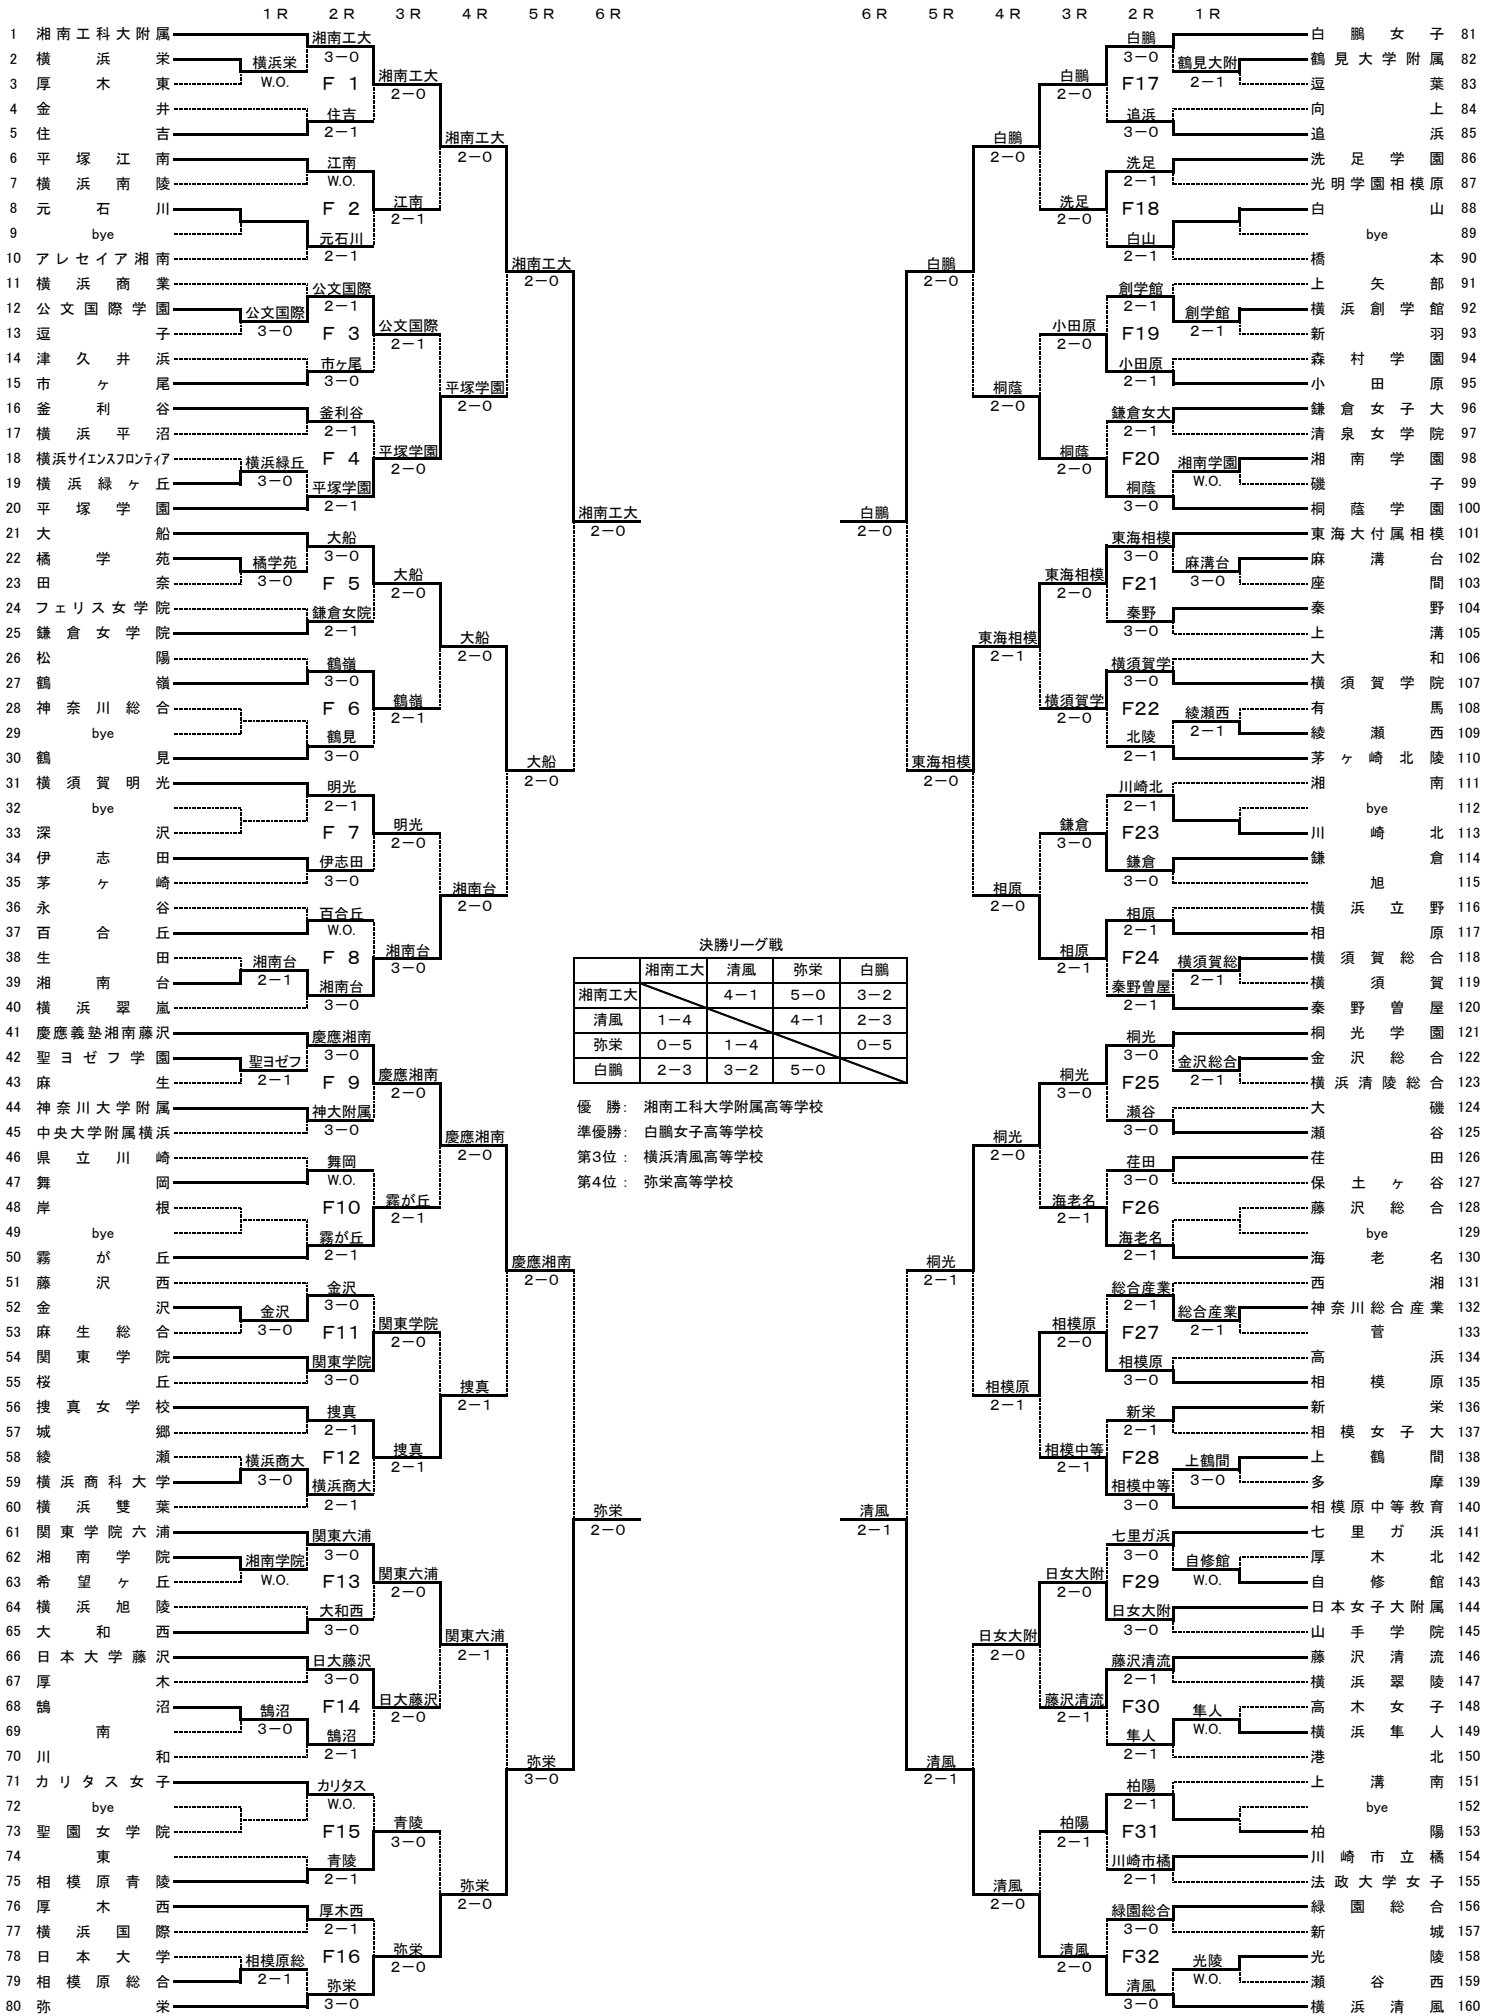 1R 2R 3R 4R 5R 6R
6R 5R 4R 3R 2R 1R
1 湘南工科大附属
2 横浜栄
3 厚木東
4 金井
5 住吉
6 平塚江南
7 横浜南陵
8 元石川
9 bye
10 アレセイア湘南
11 横浜商業
12 公文国際学園
13 逗子
14 津久井浜
15 市ヶ尾
16 釜利谷
17 横浜平沼
18 横浜サイエンスフロンティア
19 横浜緑ヶ丘
20 平塚学園
21 大船
22 橘学苑
23 田奈
24 フェリス女学院
25 鎌倉女学院
26 松陽
27 鶴嶺
28 神奈川総合
29 bye
30 鶴見
31 横須賀明光
32 bye
33 深沢
34 伊志田
35 茅ヶ崎
36 永谷
37 百合丘
38 生田
39 湘南台
40 横浜翠嵐
41 慶應義塾湘南藤沢
42 聖ヨゼフ学園
43 麻生
44 神奈川大学附属
45 中央大学附属横浜
46 県立川崎
47 舞岡
48 岸根
49 bye
50 霧が丘
51 藤沢西
52 金沢
53 麻生総合
54 関東学院
55 桜丘
56 捜真女学校
57 城郷
58 綾瀬
59 横浜商科大学
60 横浜雙葉
61 関東学院六浦
62 湘南学院
63 希望ヶ丘
64 横浜旭陵
65 大和西
66 日本大学藤沢
67 厚木
68 鵠沼
69 南
70 川和
71 カリタス女子
72 bye
73 聖園女学院
74 東
75 相模原青陵
76 厚木西
77 横浜国際
78 日本大学
79 相模原総合
80 弥栄
横浜栄
W.O.
公文国際
3-0
横浜緑丘
3-0
橘学苑
3-0
湘南台
2-1
聖ヨゼフ
2-1
金沢
3-0
横浜商大
3-0
湘南学院
W.O.
鵠沼
3-0
相模原総
2-1
湘南工大
3-0
F 1
住吉
2-1
江南
W.O.
F 2
元石川
2-1
公文国際
2-1
F 3
市ヶ尾
3-0
釜利谷
2-1
F 4
平塚学園
2-1
大船
3-0
F 5
鎌倉女院
2-1
鶴嶺
3-0
F 6
鶴見
3-0
明光
2-1
F 7
伊志田
3-0
百合丘
W.O.
F 8
湘南台
3-0
慶應湘南
3-0
F 9
神大附属
3-0
舞岡
W.O.
F10
霧が丘
2-1
金沢
3-0
F11
関東学院
3-0
捜真
2-1
F12
横浜商大
2-1
関東六浦
3-0
F13
大和西
3-0
日大藤沢
3-0
F14
鵠沼
2-1
カリタス
W.O.
F15
青陵
2-1
厚木西
2-1
F16
弥栄
3-0
湘南工大
2-0
江南
2-1
公文国際
2-1
平塚学園
2-0
大船
2-0
鶴嶺
2-1
明光
2-0
湘南台
3-0
慶應湘南
2-0
霧が丘
2-1
関東学院
2-0
捜真
2-1
関東六浦
2-0
日大藤沢
2-0
青陵
3-0
弥栄
2-0
湘南工大
2-0
平塚学園
2-0
大船
2-0
湘南台
2-0
慶應湘南
2-0
捜真
2-1
関東六浦
2-1
弥栄
2-0
湘南工大
2-0
大船
2-0
慶應湘南
2-0
弥栄
3-0
湘南工大
2-0
弥栄
2-0
決勝リーグ戦
湘南工大 清風 弥栄 白鵬
湘南工大 4-1 5-0 3-2
清風 1-4 4-1 2-3
弥栄 0-5 1-4 0-5
白鵬 2-3 3-2 5-0
優 勝： 湘南工科大学附属高等学校
準優勝： 白鵬女子高等学校
第3位： 横浜清風高等学校
第4位： 弥栄高等学校
白鵬
2-0
清風
2-1
白鵬
2-0
東海相模
2-0
桐光
2-1
清風
2-1
白鵬
2-0
桐蔭
2-0
東海相模
2-1
相原
2-0
桐光
2-0
相模原
2-1
日女大附
2-0
清風
2-0
白鵬
2-0
洗足
2-0
小田原
2-0
桐蔭
2-0
東海相模
2-0
横須賀学
2-0
鎌倉
3-0
相原
2-1
桐光
3-0
海老名
2-1
相模原
2-0
相模中等
2-1
日女大附
2-0
藤沢清流
2-1
柏陽
2-1
清風
2-0
白鵬
3-0
F17
追浜
3-0
洗足
2-1
F18
白山
2-1
創学館
2-1
F19
小田原
2-1
鎌倉女大
2-1
F20
桐蔭
3-0
東海相模
3-0
F21
秦野
3-0
横須賀学
3-0
F22
北陵
2-1
川崎北
2-1
F23
鎌倉
3-0
相原
2-1
F24
秦野曽屋
2-1
桐光
3-0
F25
瀬谷
3-0
荏田
3-0
F26
海老名
2-1
総合産業
2-1
F27
相模原
3-0
新栄
2-1
F28
相模中等
3-0
七里ガ浜
3-0
F29
日女大附
3-0
藤沢清流
2-1
F30
隼人
2-1
柏陽
2-1
F31
川崎市橘
2-1
緑園総合
3-0
F32
清風
3-0
鶴見大附
2-1
創学館
2-1
湘南学園
W.O.
麻溝台
3-0
綾瀬西
2-1
横須賀総
2-1
金沢総合
2-1
総合産業
2-1
上鶴間
3-0
自修館
W.O.
隼人
W.O.
光陵
W.O.
白鵬女子 81
鶴見大学附属 82
逗葉 83
向上 84
追浜 85
洗足学園 86
光明学園相模原 87
白山 88
bye 89
橋本 90
上矢部 91
横浜創学館 92
新羽 93
森村学園 94
小田原 95
鎌倉女子大 96
清泉女学院 97
湘南学園 98
磯子 99
桐蔭学園 100
東海大付属相模 101
麻溝台 102
座間 103
秦野 104
上溝 105
大和 106
横須賀学院 107
有馬 108
綾瀬西 109
茅ヶ崎北陵 110
湘南 111
bye 112
川崎北 113
鎌倉 114
旭 115
横浜立野 116
相原 117
横須賀総合 118
横須賀 119
秦野曽屋 120
桐光学園 121
金沢総合 122
横浜清陵総合 123
大磯 124
瀬谷 125
荏田 126
保土ヶ谷 127
藤沢総合 128
bye 129
海老名 130
西湘 131
神奈川総合産業 132
菅 133
高浜 134
相模原 135
新栄 136
相模女子大 137
上鶴間 138
多摩 139
相模原中等教育 140
七里ガ浜 141
厚木北 142
自修館 143
日本女子大附属 144
山手学院 145
藤沢清流 146
横浜翠陵 147
高木女子 148
横浜隼人 149
港北 150
上溝南 151
bye 152
柏陽 153
川崎市立橘 154
法政大学女子 155
緑園総合 156
新城 157
光陵 158
瀬谷西 159
横浜清風 160